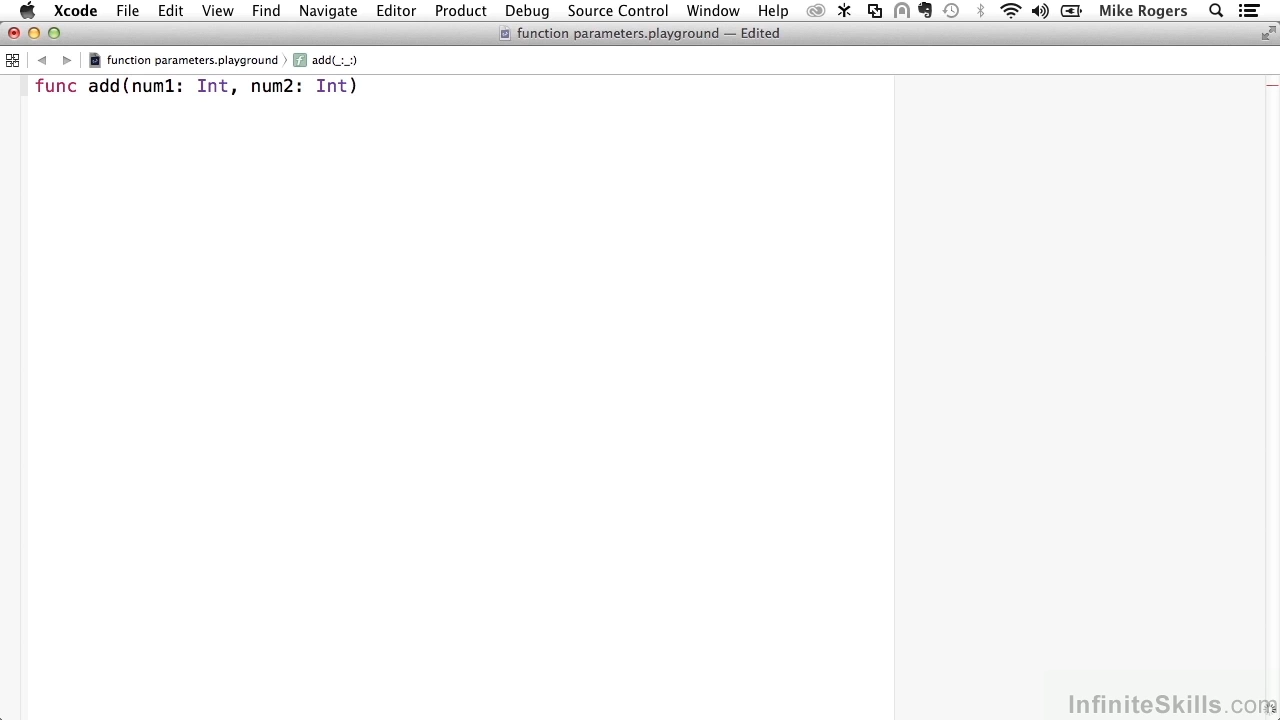 Xcode File Edit View Find Navigate Editor Product Debug Source Control Window Help Mike Rogers
function parameters.playground — Edited
function parameters.playground 〉 f add(_:_:)
func add(num1: Int, num2: Int)
InfiniteSkills.com